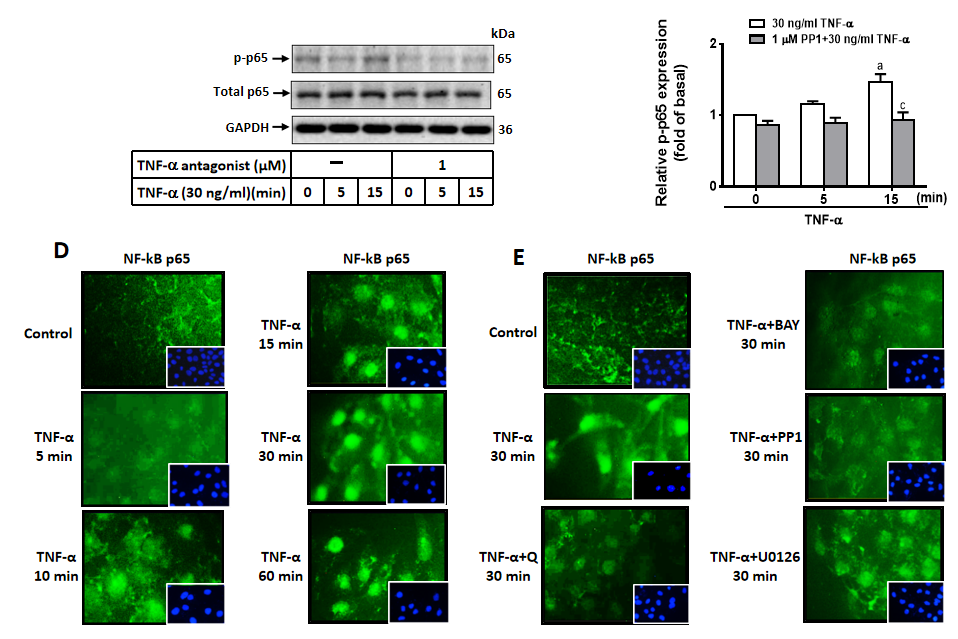 kDa
p-p65
65
Total p65
65
GAPDH
36
TNF-α antagonist (μM) – 1
TNF-α (30 ng/ml)(min) 0 5 15 0 5 15
30 ng/ml TNF-α
1 μM PP1+30 ng/ml TNF-α
Relative p-p65 expression
(fold of basal)
2
1
0
a
c
0 5 15 (min)
TNF-α
D
NF-kB p65
NF-kB p65
Control
TNF-α
15 min
TNF-α
5 min
TNF-α
30 min
TNF-α
10 min
TNF-α
60 min
E
NF-kB p65
NF-kB p65
Control
TNF-α+BAY
30 min
TNF-α
30 min
TNF-α+PP1
30 min
TNF-α+Q
30 min
TNF-α+U0126
30 min